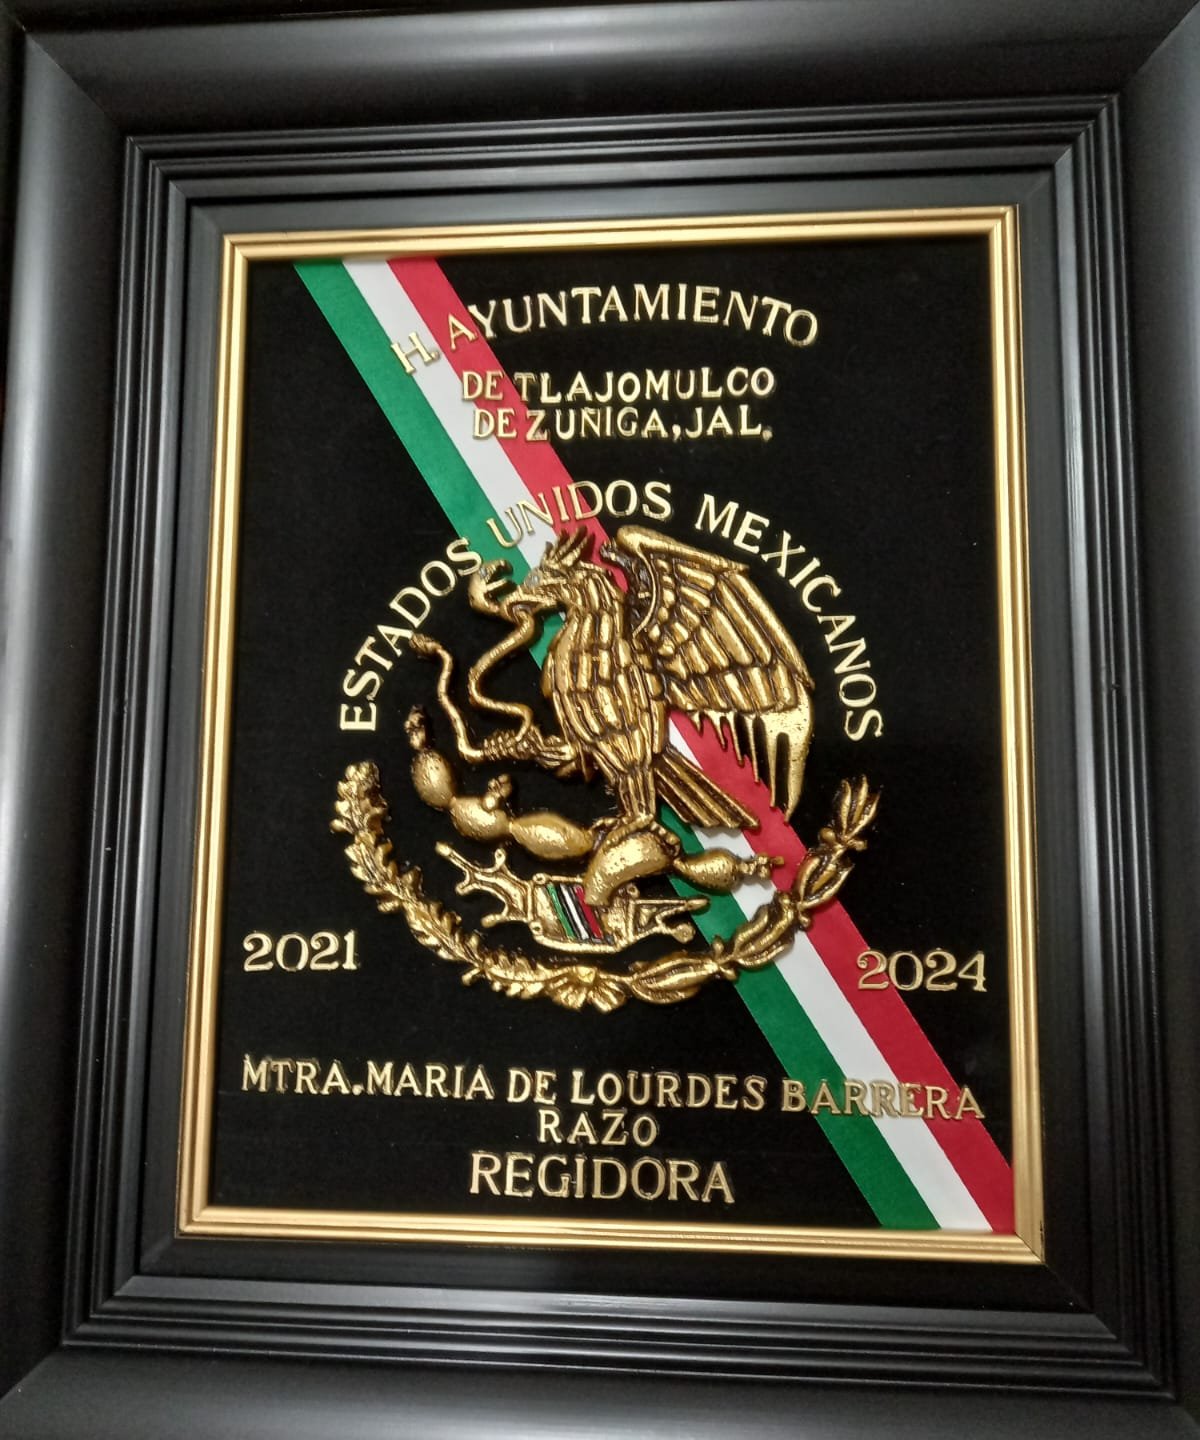 H. AYUNTAMIENTO
DE TLAJOMULCO
DE ZUÑIGA, JAL.
ESTADOS UNIDOS MEXICANOS
2021
2024
MTRA. MARIA DE LOURDES BARRERA
RAZO
REGIDORA